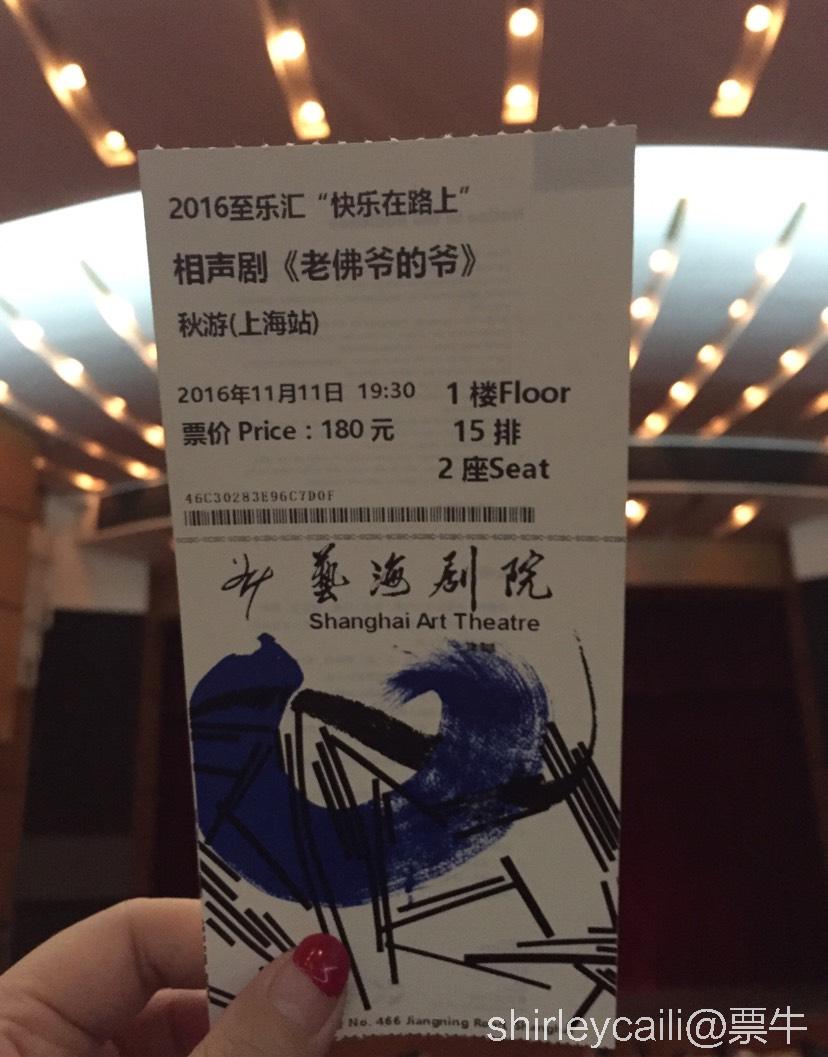 2016至乐汇“快乐在路上”
相声剧《老佛爷的爷》
秋游(上海站)
2016年11月11日 19:30
1 楼Floor
票价 Price：180 元
15 排
2 座Seat
46C30283E96C7D0F
艺海剧院
Shanghai Art Theatre
No. 466 Jiangning
shirleycaili@票牛